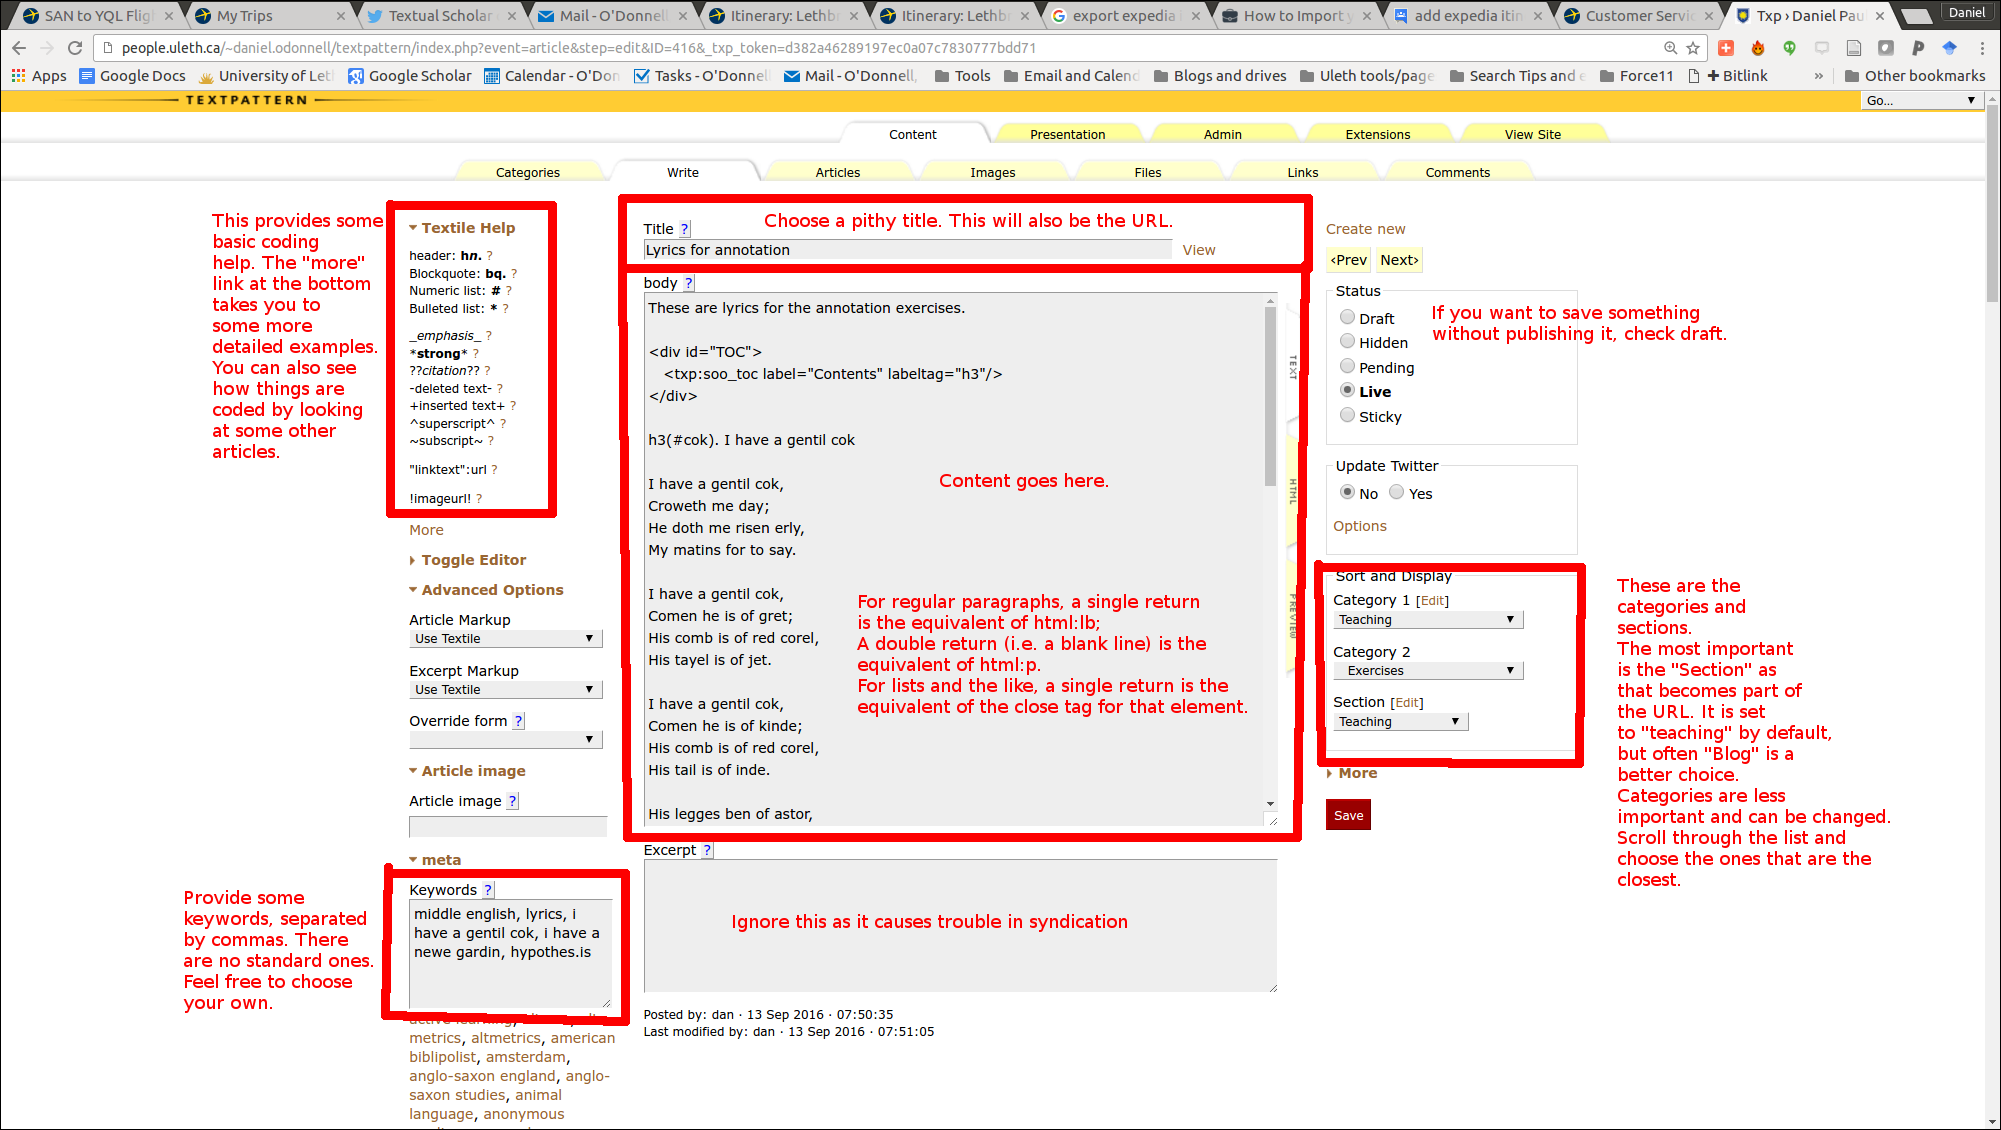 SAN to YQL Fligh
My Trips
Textual Scholar
Mail - O'Donnell
Itinerary: Lethbr
Itinerary: Lethbr
export expedia
How to Import y
add expedia itin
Customer Servic
Txp › Daniel Pau
Daniel
people.uleth.ca/~daniel.odonnell/textpattern/index.php?event=article&step=edit&ID=416&_txp_token=d382a46289197ec0a07c7830777bdd71
Apps
Google Docs
University of Let
Google Scholar
Calendar - O'Don
Tasks - O'Donnel
Mail - O'Donnell,
Tools
Email and Calend
Blogs and drives
Uleth tools/page
Search Tips and e
Force11
+ Bitlink
»
Other bookmarks
TEXTPATTERN
Go...
Content
Presentation
Admin
Extensions
View Site
Categories
Write
Articles
Images
Files
Links
Comments
This provides some
basic coding
help. The "more"
link at the bottom
takes you to
some more
detailed examples.
You can also see
how things are
coded by looking
at some other
articles.
Textile Help
header: hn. ?
Blockquote: bq. ?
Numeric list: # ?
Bulleted list: * ?
_emphasis_ ?
*strong* ?
??citation?? ?
-deleted text- ?
+inserted text+ ?
^superscript^ ?
~subscript~ ?
"linktext":url ?
!imageurl! ?
More
Toggle Editor
Advanced Options
Article Markup
Use Textile
Excerpt Markup
Use Textile
Override form ?
Article image
Article image ?
meta
Keywords ?
middle english, lyrics, i
have a gentil cok, i have a
newe gardin, hypothes.is
Provide some
keywords, separated
by commas. There
are no standard ones.
Feel free to choose
your own.
metrics, altmetrics, american
biblipolist, amsterdam,
anglo-saxon england, anglo-
saxon studies, animal
language, anonymous
Title ?
Choose a pithy title. This will also be the URL.
Lyrics for annotation
View
body ?
These are lyrics for the annotation exercises.
<div id="TOC">
<txp:soo_toc label="Contents" labeltag="h3"/>
</div>
h3(#cok). I have a gentil cok
I have a gentil cok,
Croweth me day;
He doth me risen erly,
My matins for to say.
I have a gentil cok,
Comen he is of gret;
His comb is of red corel,
His tayel is of jet.
I have a gentil cok,
Comen he is of kinde;
His comb is of red corel,
His tail is of inde.
His legges ben of astor,
Content goes here.
For regular paragraphs, a single return
is the equivalent of html:lb;
A double return (i.e. a blank line) is the
equivalent of html:p.
For lists and the like, a single return is the
equivalent of the close tag for that element.
TEXT
HTML
PREVIEW
Excerpt ?
Ignore this as it causes trouble in syndication
Posted by: dan · 13 Sep 2016 · 07:50:35
Last modified by: dan · 13 Sep 2016 · 07:51:05
Create new
‹Prev
Next›
Status
Draft
Hidden
Pending
Live
Sticky
If you want to save something
without publishing it, check draft.
Update Twitter
No
Yes
Options
Sort and Display
Category 1 [Edit]
Teaching
Category 2
Exercises
Section [Edit]
Teaching
More
Save
These are the
categories and
sections.
The most important
is the "Section" as
that becomes part of
the URL. It is set
to "teaching" by default,
but often "Blog" is a
better choice.
Categories are less
important and can be changed.
Scroll through the list and
choose the ones that are the
closest.